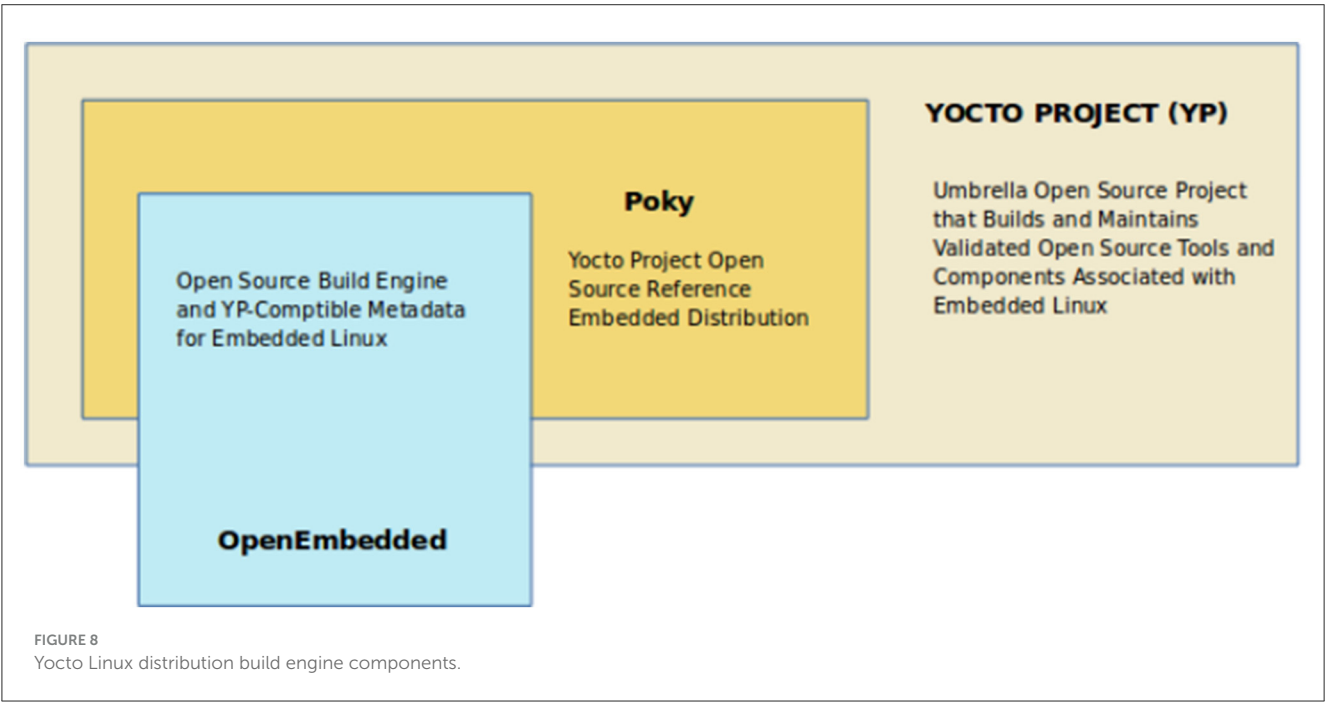 YOCTO PROJECT (YP)
Umbrella Open Source Project
that Builds and Maintains
Validated Open Source Tools and
Components Associated with
Embedded Linux
Poky
Yocto Project Open
Source Reference
Embedded Distribution
Open Source Build Engine
and YP-Comptible Metadata
for Embedded Linux
OpenEmbedded
FIGURE 8
Yocto Linux distribution build engine components.